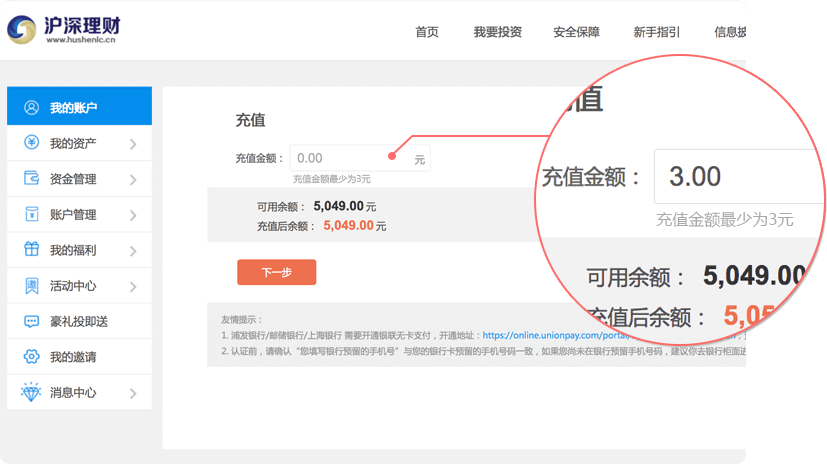 沪深理财
www.hushenlc.cn
首页 我要投资 安全保障 新手指引 信息披
我的账户
我的资产
资金管理
账户管理
我的福利
活动中心
豪礼投即送
我的邀请
消息中心
充值
充值金额： 0.00 元
充值金额最少为3元
可用余额： 5,049.00 元
充值后余额： 5,049.00 元
下一步
友情提示：
1. 浦发银行/邮储银行/上海银行 需要开通银联无卡支付，开通地址：https://online.unionpay.com/portal/
2. 认证前，请确认“您填写银行预留的手机号”与您的银行卡预留的手机号码一致，如果您尚未在银行预留手机号码，建议你去银行柜面进
值
充值金额： 3.00
充值金额最少为3元
可用余额： 5,049.00
充值后余额： 5,05